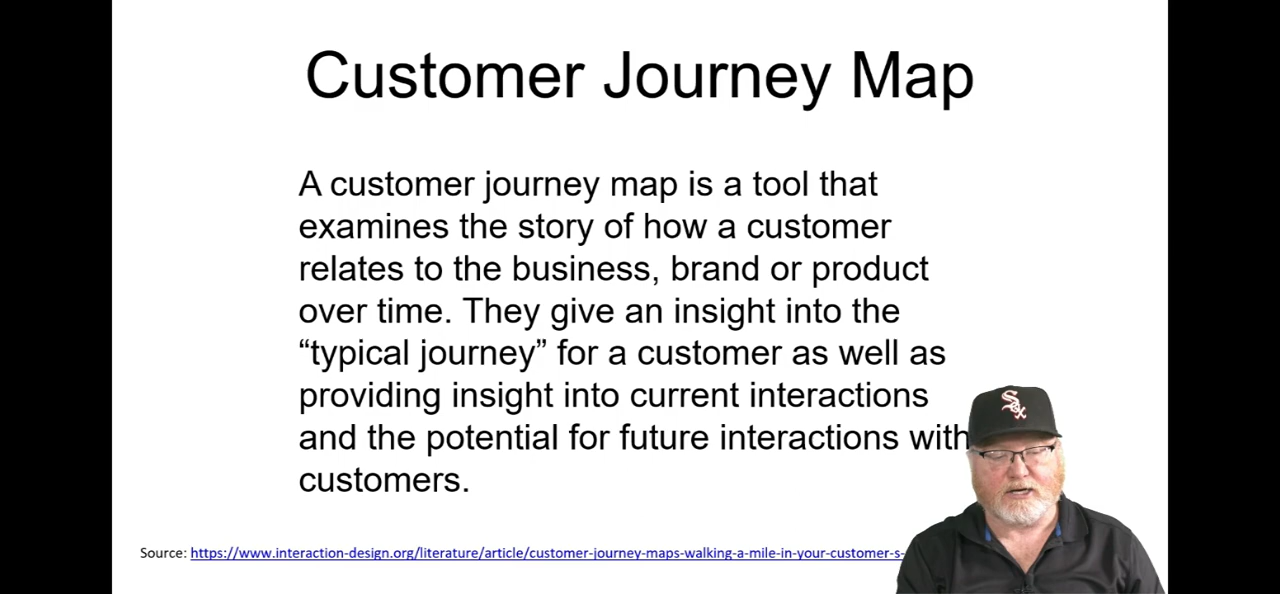 Customer Journey Map
A customer journey map is a tool that
examines the story of how a customer
relates to the business, brand or product
over time. They give an insight into the
“typical journey” for a customer as well as
providing insight into current interactions
and the potential for future interactions with
customers.
Sox
Source: https://www.interaction-design.org/literature/article/customer-journey-maps-walking-a-mile-in-your-customer-s-